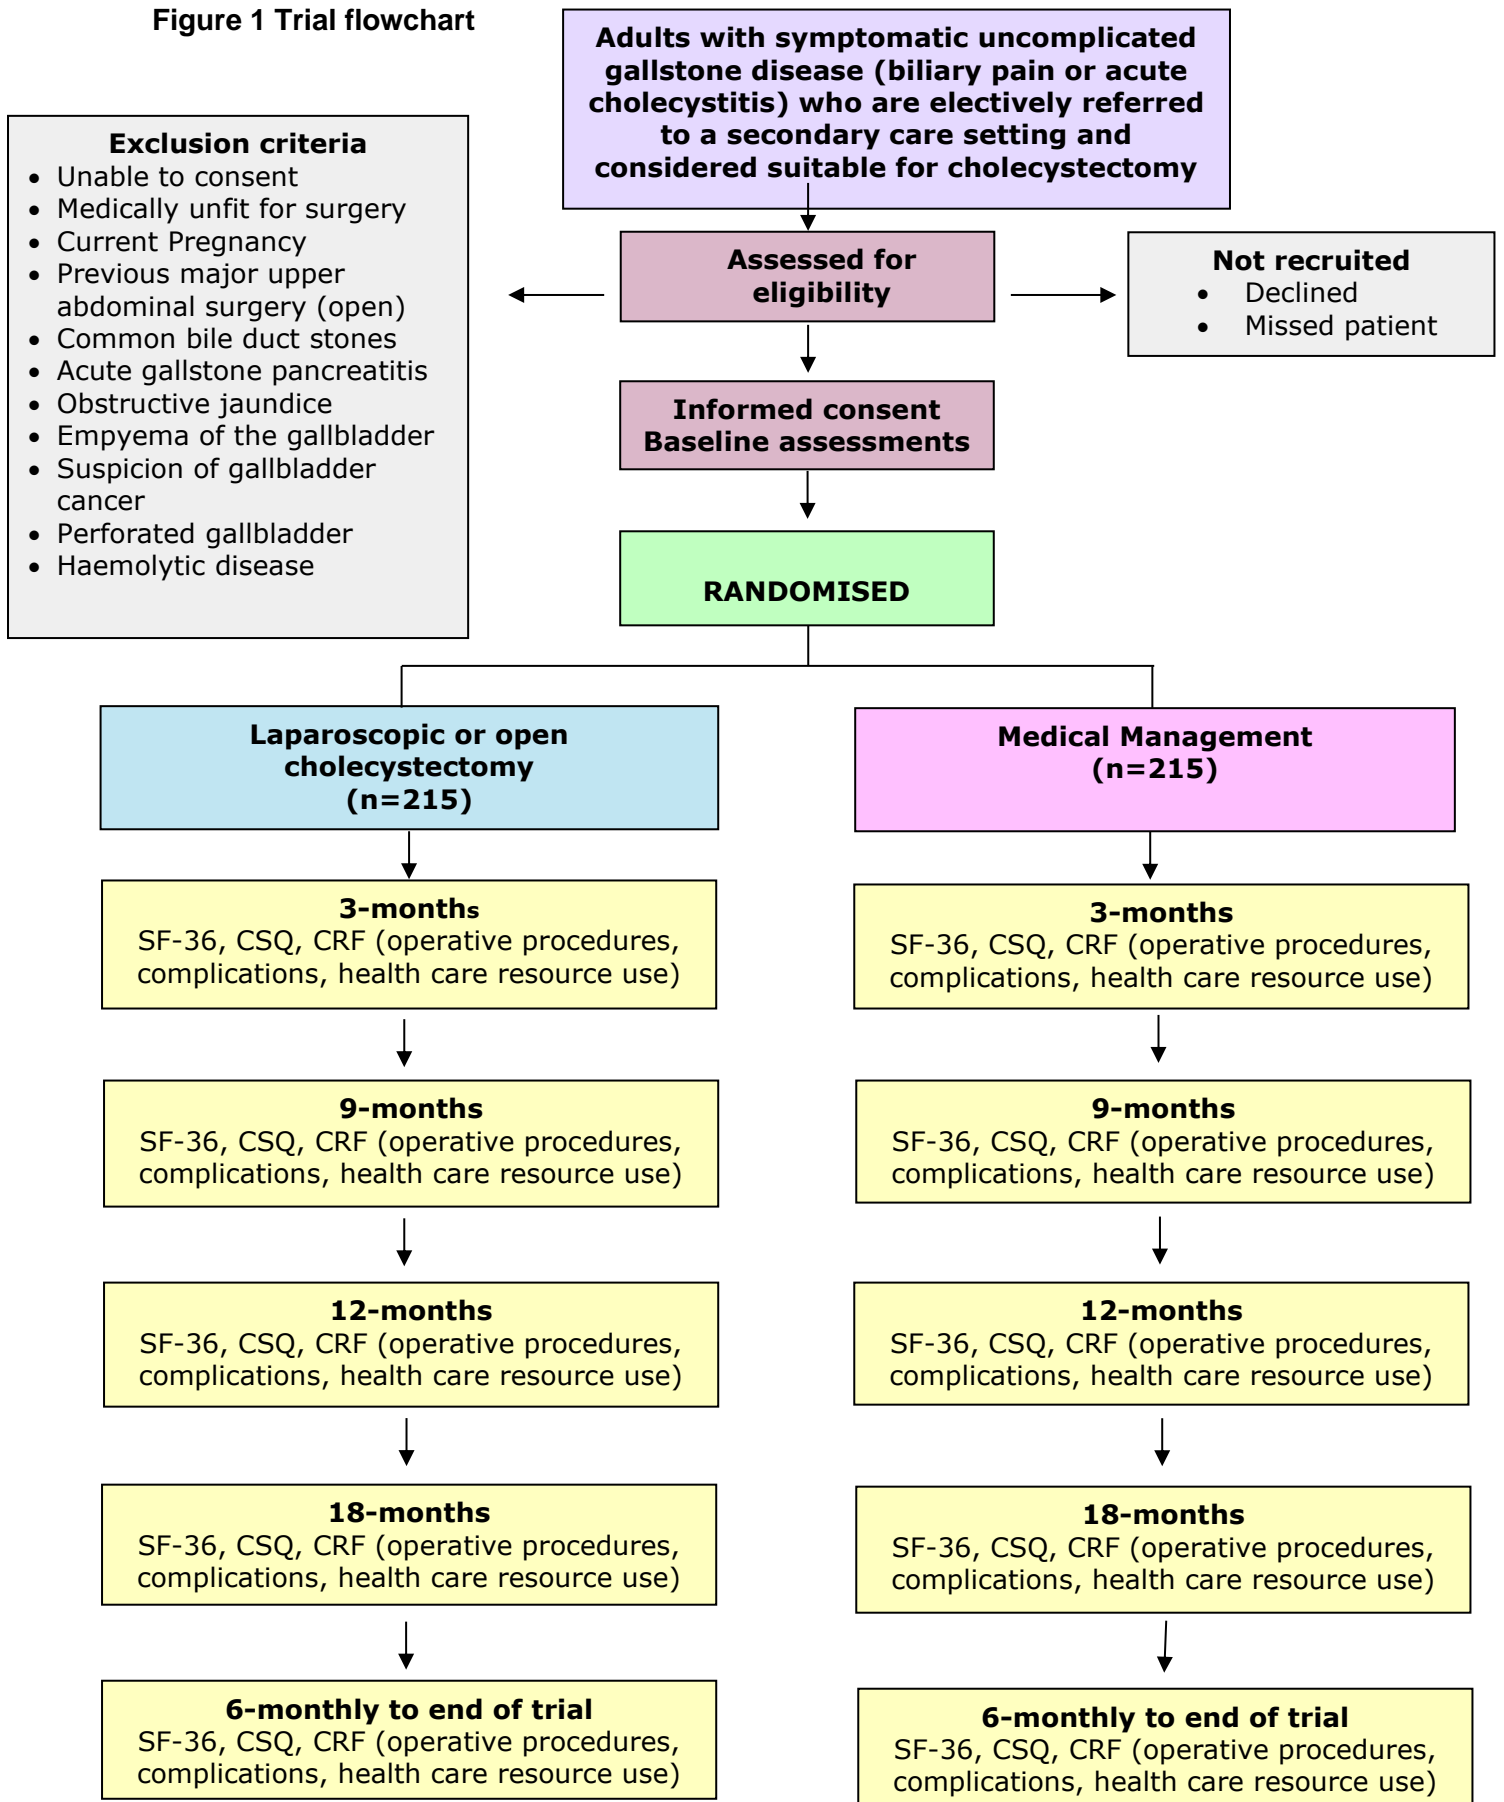 Figure 1 Trial flowchart
Adults with symptomatic uncomplicated
gallstone disease (biliary pain or acute
cholecystitis) who are electively referred
to a secondary care setting and
considered suitable for cholecystectomy
Exclusion criteria
• Unable to consent
• Medically unfit for surgery
• Current Pregnancy
• Previous major upper
abdominal surgery (open)
• Common bile duct stones
• Acute gallstone pancreatitis
• Obstructive jaundice
• Empyema of the gallbladder
• Suspicion of gallbladder
cancer
• Perforated gallbladder
• Haemolytic disease
Assessed for
eligibility
Not recruited
• Declined
• Missed patient
Informed consent
Baseline assessments
RANDOMISED
Laparoscopic or open
cholecystectomy
(n=215)
Medical Management
(n=215)
3-months
SF-36, CSQ, CRF (operative procedures,
complications, health care resource use)
3-months
SF-36, CSQ, CRF (operative procedures,
complications, health care resource use)
9-months
SF-36, CSQ, CRF (operative procedures,
complications, health care resource use)
9-months
SF-36, CSQ, CRF (operative procedures,
complications, health care resource use)
12-months
SF-36, CSQ, CRF (operative procedures,
complications, health care resource use)
12-months
SF-36, CSQ, CRF (operative procedures,
complications, health care resource use)
18-months
SF-36, CSQ, CRF (operative procedures,
complications, health care resource use)
18-months
SF-36, CSQ, CRF (operative procedures,
complications, health care resource use)
6-monthly to end of trial
SF-36, CSQ, CRF (operative procedures,
complications, health care resource use)
6-monthly to end of trial
SF-36, CSQ, CRF (operative procedures,
complications, health care resource use)